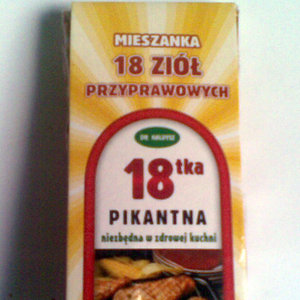 MIESZANKA
18 ZIÓŁ
PRZYPRAWOWYCH
18tka
PIKANTNA
niezbędna w zdrowej kuchni